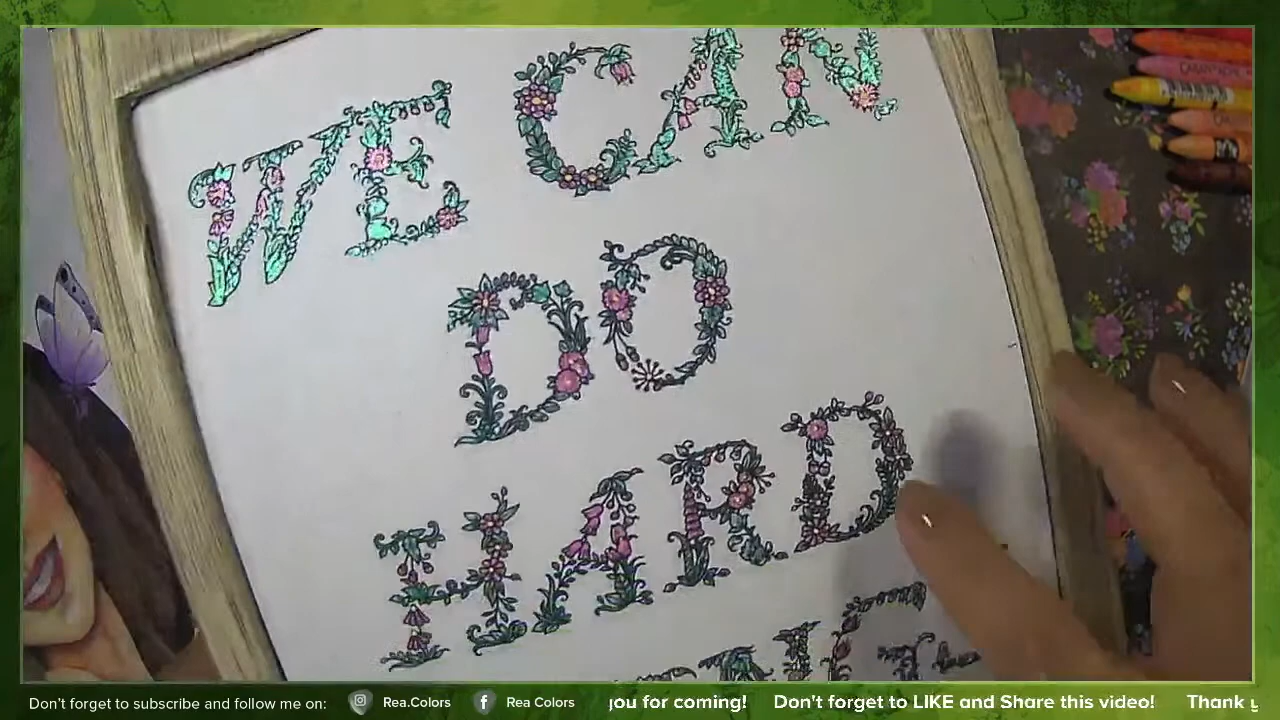 WE CAN
DO
HARD
Don't forget to subscribe and follow me on: Rea.Colors Rea Colors you for coming! Don't forget to LIKE and Share this video! Thank